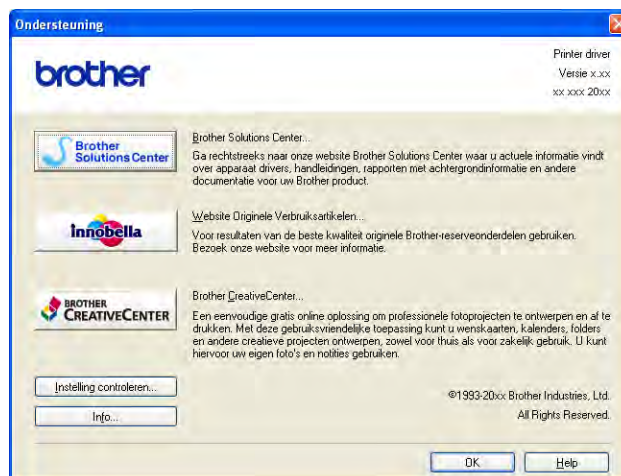 Ondersteuning
brother
Printer driver
Versie x.xx
xx xxx 20xx
Brother
Solutions Center
Brother Solutions Center...
Ga rechtstreeks naar onze website Brother Solutions Center waar u actuele informatie vindt
over apparaat drivers, handleidingen, rapporten met achtergrondinformatie en andere
documentatie voor uw Brother product.
innobella
Website Originele Verbruiksartikelen...
Voor resultaten van de beste kwaliteit originele Brother-reserveonderdelen gebruiken.
Bezoek onze website voor meer informatie.
BROTHER
CREATIVECENTER
Brother CreativeCenter...
Een eenvoudige gratis online oplossing om professionele fotoprojecten te ontwerpen en af te
drukken. Met deze gebruiksvriendelijke toepassing kunt u wenskaarten, kalenders, folders
en andere creatieve projecten ontwerpen, zowel voor thuis als voor zakelijk gebruik. U kunt
hiervoor uw eigen foto's en notities gebruiken.
Instelling controleren...
Info...
©1993-20xx Brother Industries, Ltd.
All Rights Reserved.
OK
Help